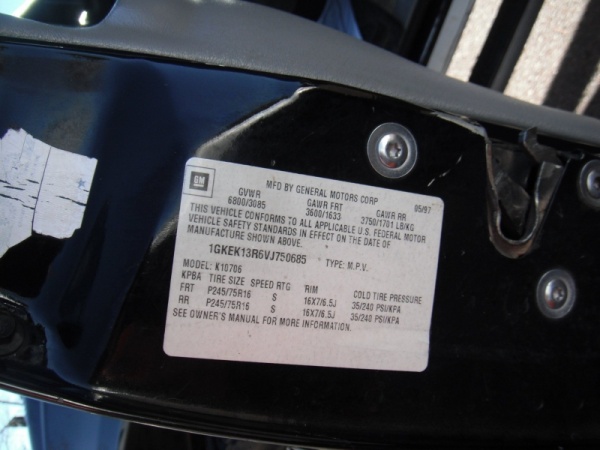 GM
MFD BY GENERAL MOTORS CORP 05/97
GVWR GAWR FRT GAWR RR
6800/3085 3600/1633 3750/1701 LB/KG
THIS VEHICLE CONFORMS TO ALL APPLICABLE U.S. FEDERAL MOTOR
VEHICLE SAFETY STANDARDS IN EFFECT ON THE DATE OF
MANUFACTURE SHOWN ABOVE.
1GKEK13R6VJ750685 TYPE: M.P.V.
MODEL: K10706
KPBA TIRE SIZE SPEED RTG RIM COLD TIRE PRESSURE
FRT P245/75R16 S 16X7/6.5J 35/240 PSI/KPA
RR P245/75R16 S 16X7/6.5J 35/240 PSI/KPA
SEE OWNER'S MANUAL FOR MORE INFORMATION.